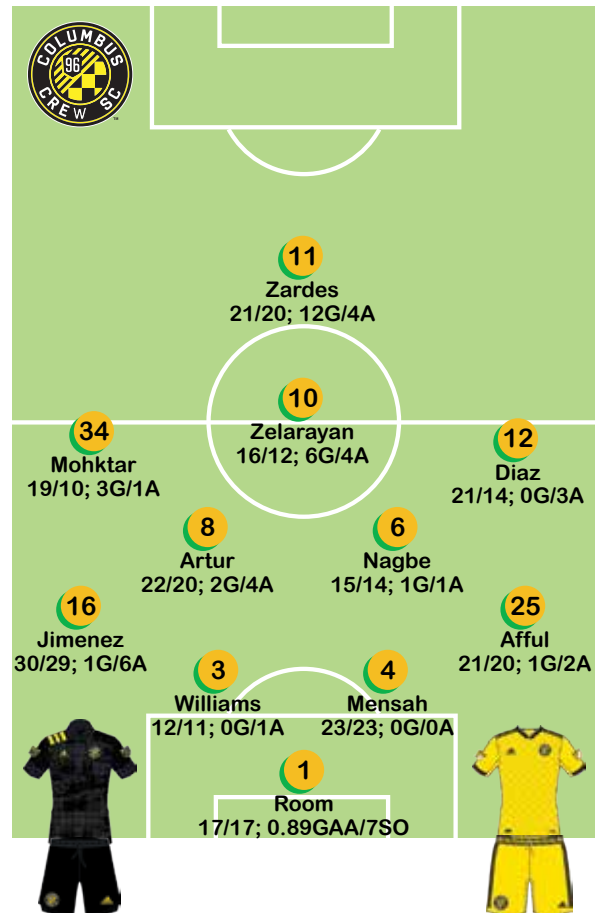 COLUMBUS
96
CREW SC
TM
11
Zardes
21/20; 12G/4A
10
Zelarayan
16/12; 6G/4A
34
Mohktar
19/10; 3G/1A
12
Diaz
21/14; 0G/3A
8
Artur
22/20; 2G/4A
6
Nagbe
15/14; 1G/1A
16
Jimenez
30/29; 1G/6A
25
Afful
21/20; 1G/2A
3
Williams
12/11; 0G/1A
4
Mensah
23/23; 0G/0A
1
Room
17/17; 0.89GAA/7SO